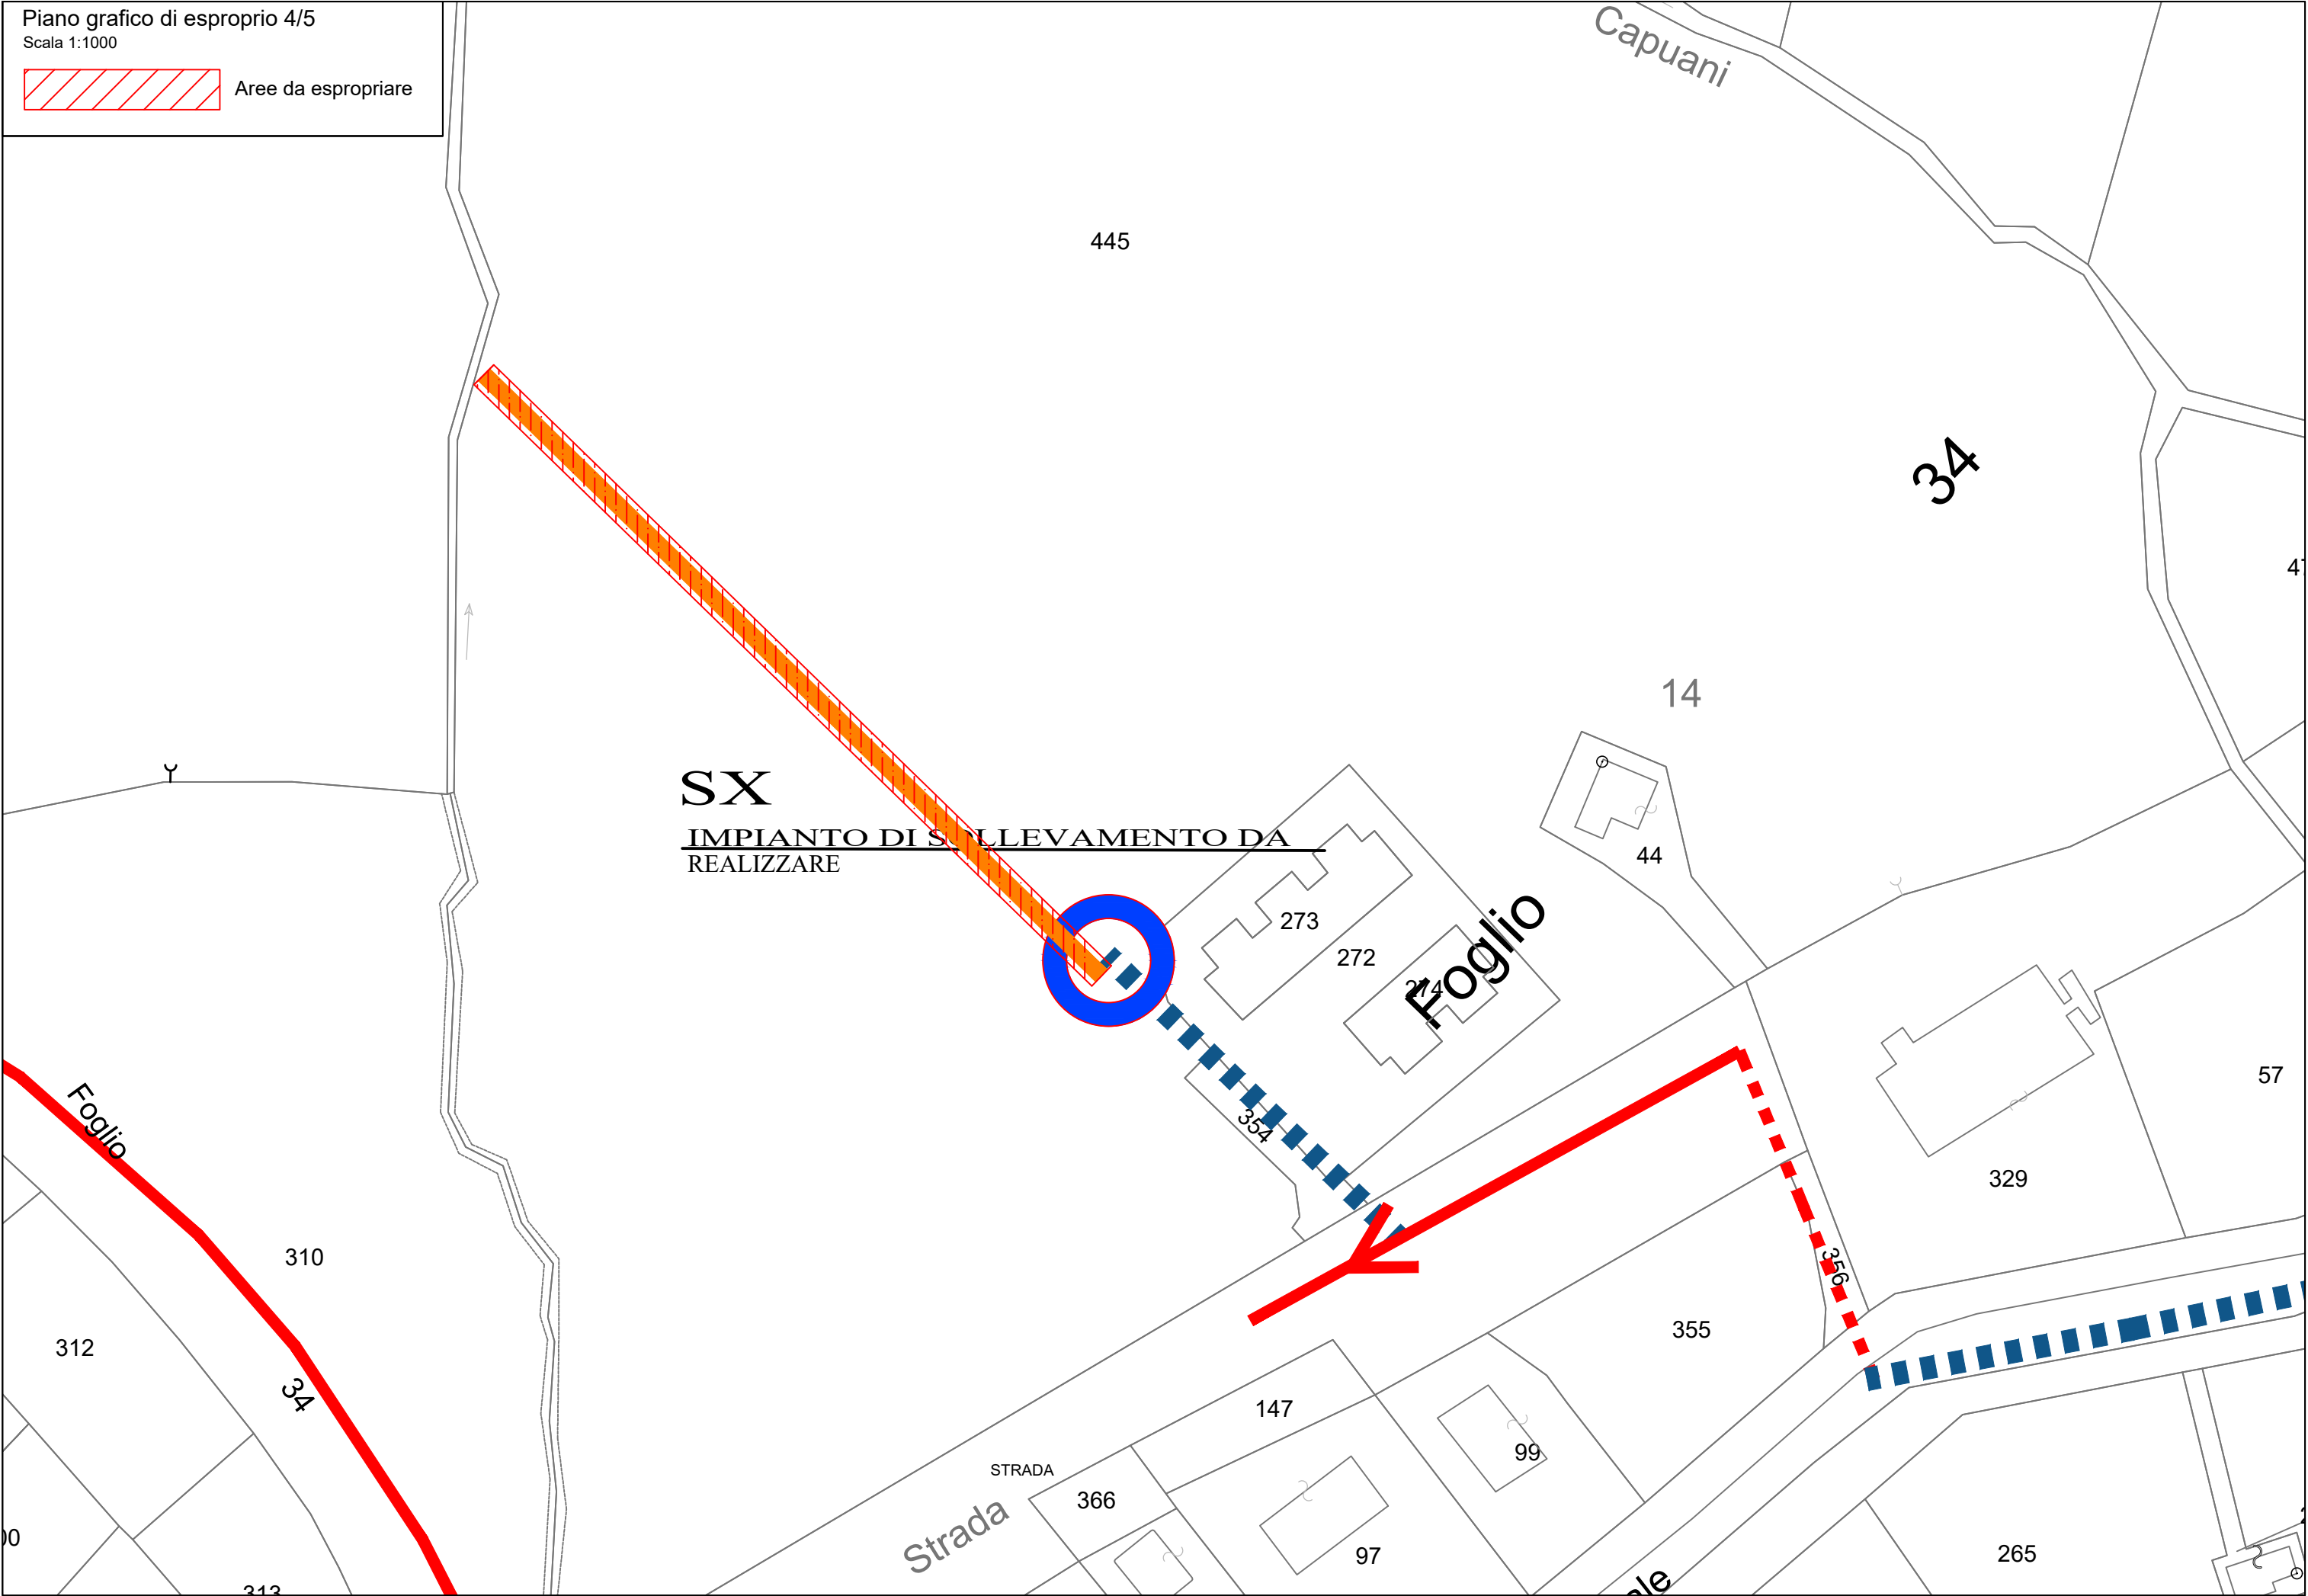 Piano grafico di esproprio 4/5
Scala 1:1000
Aree da espropriare
Capuani
445
34
14
SX
IMPIANTO DI SOLLEVAMENTO DA
REALIZZARE
44
273
272
274
Foglio
57
354
Foglio
329
310
356
312
355
34
147
99
STRADA
366
Strada
97
265
313